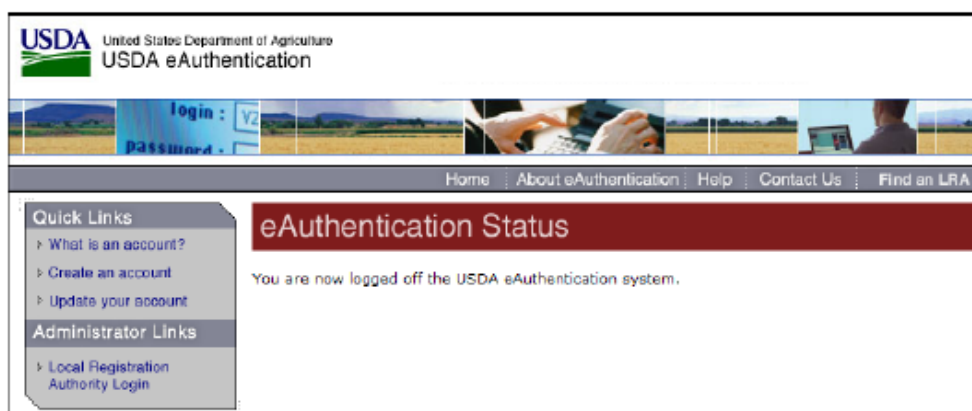 USDA
United States Department of Agriculture
USDA eAuthentication
login :
password :
Home About eAuthentication Help Contact Us Find an LRA
Quick Links
What is an account?
Create an account
Update your account
Administrator Links
Local Registration
Authority Login
eAuthentication Status
You are now logged off the USDA eAuthentication system.